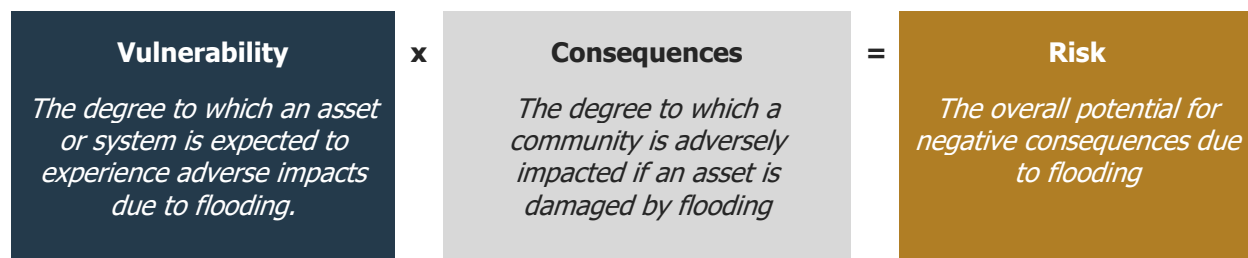 Vulnerability
The degree to which an asset
or system is expected to
experience adverse impacts
due to flooding.
x
Consequences
The degree to which a
community is adversely
impacted if an asset is
damaged by flooding
=
Risk
The overall potential for
negative consequences due
to flooding